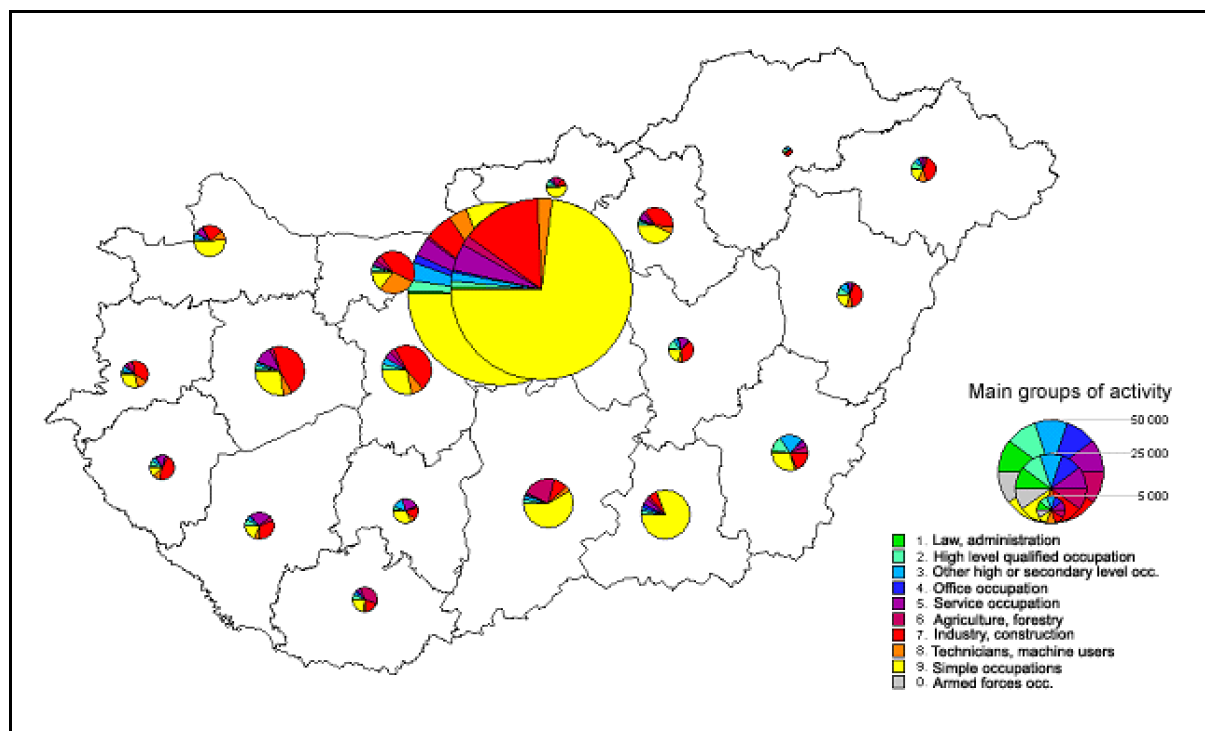 Main groups of activity
50 000
25 000
5 000
1. Law, administration
2. High level qualified occupation
3. Other high or secondary level occ.
4. Office occupation
5. Service occupation
6. Agriculture, forestry
7. Industry, construction
8. Technicians, machine users
9. Simple occupations
0. Armed forces occ.